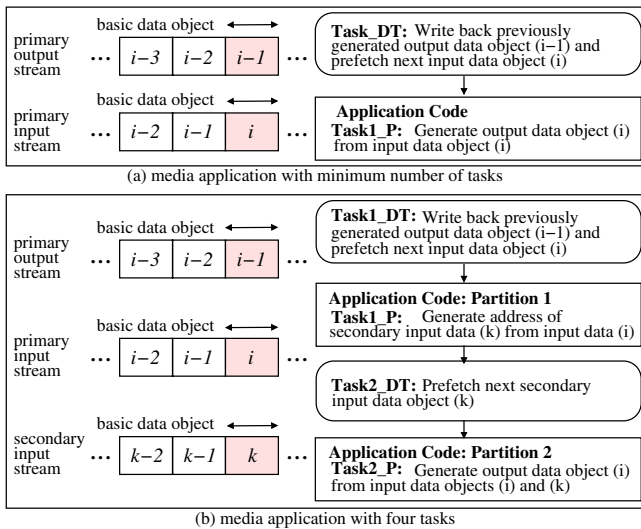 basic data object
primary
output
stream
... i−3 i−2 i−1 ...
Task_DT: Write back previously
generated output data object (i−1) and
prefetch next input data object (i)
basic data object
primary
input
stream
... i−2 i−1 i ...
Application Code
Task1_P: Generate output data object (i)
from input data object (i)
(a) media application with minimum number of tasks
basic data object
primary
output
stream
... i−3 i−2 i−1 ...
Task1_DT: Write back previously
generated output data object (i−1) and
prefetch next input data object (i)
basic data object
primary
input
stream
... i−2 i−1 i ...
Application Code: Partition 1
Task1_P: Generate address of
secondary input data (k) from input data (i)
Task2_DT: Prefetch next secondary
input data object (k)
basic data object
secondary
input
stream
... k−2 k−1 k ...
Application Code: Partition 2
Task2_P: Generate output data object (i)
from input data objects (i) and (k)
(b) media application with four tasks